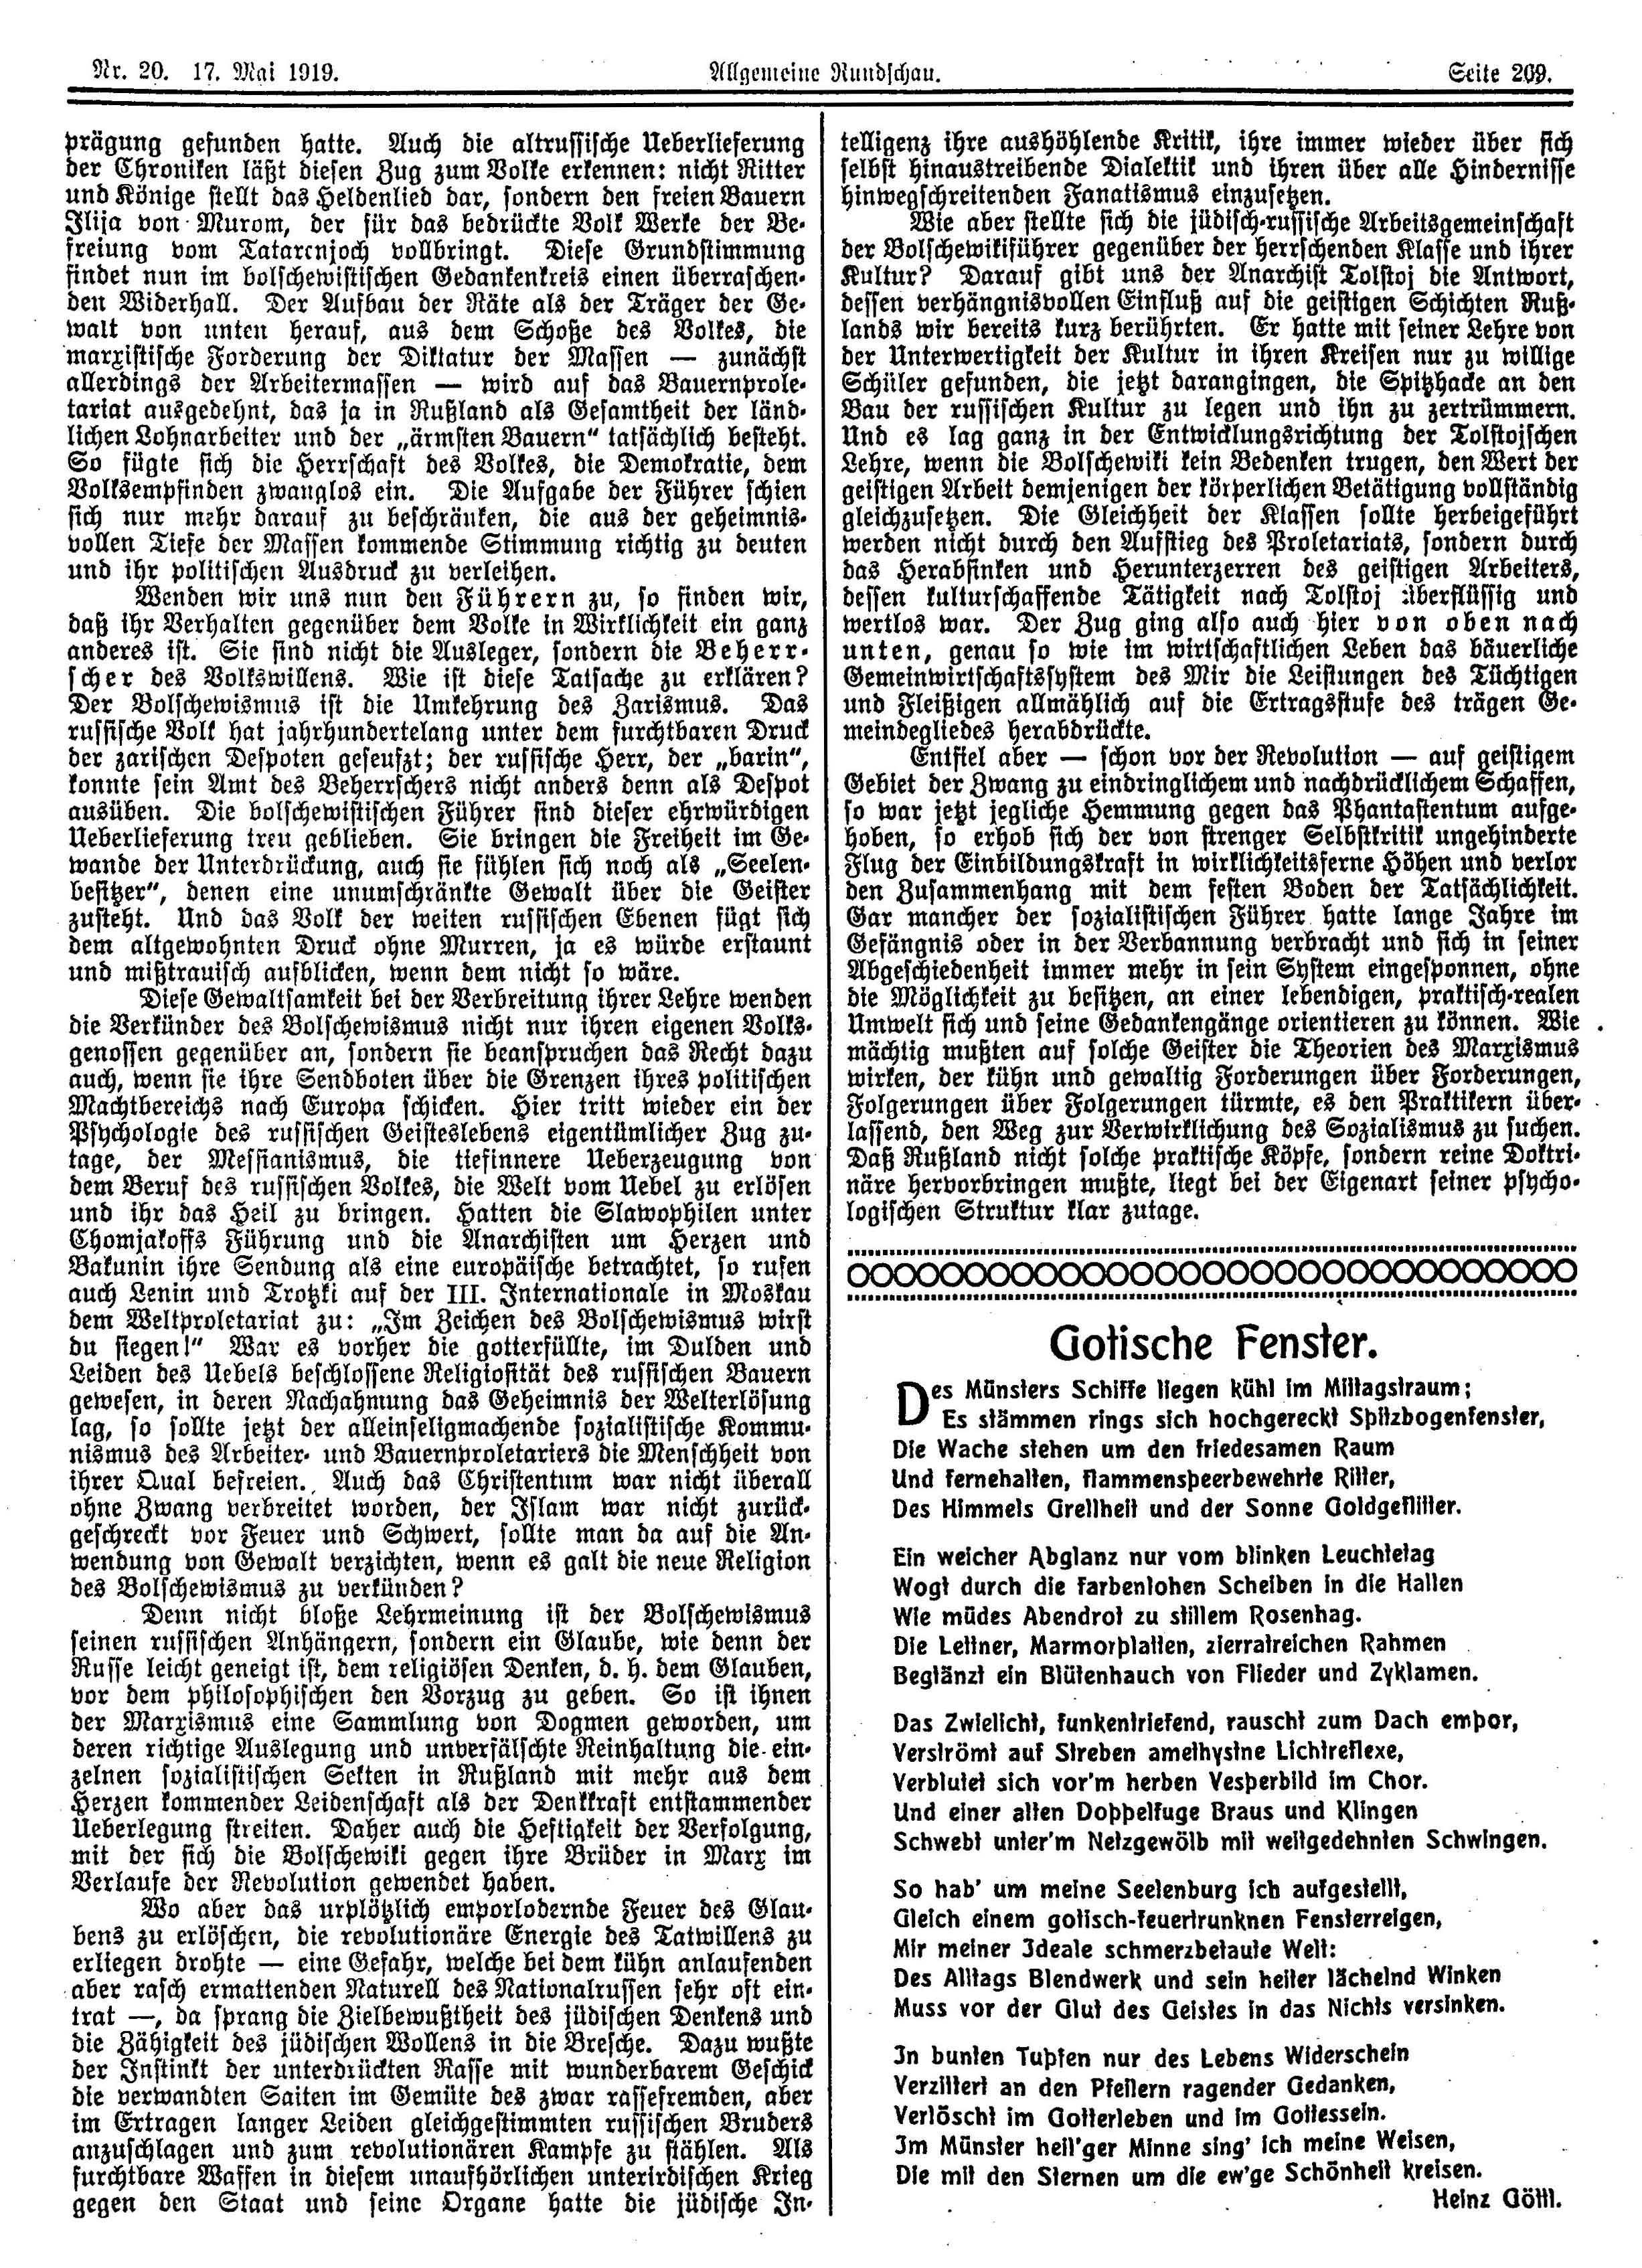 Nr. 20. 17. Mai 1919.
Allgemeine Rundschau.
Seite 209.
prägung gefunden hatte. Auch die altrussische Ueberlieferung
der Chroniken läßt diesen Zug zum Volke erkennen: nicht Ritter
und Könige stellt das Heldenlied dar, sondern den freien Bauern
Ilija von Murom, der für das bedrückte Volk Werke der Be-
freiung vom Tatarenjoch vollbringt. Diese Grundstimmung
findet nun im bolschewistischen Gedankenkreis einen überraschen-
den Widerhall. Der Aufbau der Räte als der Träger der Ge-
walt von unten herauf, aus dem Schoße des Volkes, die
marxistische Forderung der Diktatur der Massen — zunächst
allerdings der Arbeitermassen — wird auf das Bauernprole-
tariat ausgedehnt, das ja in Rußland als Gesamtheit der länd-
lichen Lohnarbeiter und der „ärmsten Bauern“ tatsächlich besteht.
So fügte sich die Herrschaft des Volkes, die Demokratie, dem
Volksempfinden zwanglos ein. Die Aufgabe der Führer schien
sich nur mehr darauf zu beschränken, die aus der geheimnis-
vollen Tiefe der Massen kommende Stimmung richtig zu deuten
und ihr politischen Ausdruck zu verleihen.
Wenden wir uns nun den Führern zu, so finden wir,
daß ihr Verhalten gegenüber dem Volke in Wirklichkeit ein ganz
anderes ist. Sie sind nicht die Ausleger, sondern die Beherr-
scher des Volkswillens. Wie ist diese Tatsache zu erklären?
Der Bolschewismus ist die Umkehrung des Zarismus. Das
russische Volk hat jahrhundertelang unter dem furchtbaren Druck
der zarischen Despoten geseufzt; der russische Herr, der „barin“,
konnte sein Amt des Beherrschers nicht anders denn als Despot
ausüben. Die bolschewistischen Führer sind dieser ehrwürdigen
Ueberlieferung treu geblieben. Sie bringen die Freiheit im Ge-
wande der Unterdrückung, auch sie fühlen sich noch als „Seelen-
besitzer“, denen eine unumschränkte Gewalt über die Geister
zusteht. Und das Volk der weiten russischen Ebenen fügt sich
dem altgewohnten Druck ohne Murren, ja es würde erstaunt
und mißtrauisch aufblicken, wenn dem nicht so wäre.
Diese Gewaltsamkeit bei der Verbreitung ihrer Lehre wenden
die Verkünder des Bolschewismus nicht nur ihren eigenen Volks-
genossen gegenüber an, sondern sie beanspruchen das Recht dazu
auch, wenn sie ihre Sendboten über die Grenzen ihres politischen
Machtbereichs nach Europa schicken. Hier tritt wieder ein der
Psychologie des russischen Geisteslebens eigentümlicher Zug zu-
tage, der Messianismus, die tiefinnere Ueberzeugung von
dem Beruf des russischen Volkes, die Welt vom Uebel zu erlösen
und ihr das Heil zu bringen. Hatten die Slawophilen unter
Chomjakoffs Führung und die Anarchisten um Herzen und
Bakunin ihre Sendung als eine europäische betrachtet, so rufen
auch Lenin und Trotzki auf der III. Internationale in Moskau
dem Weltproletariat zu: „Im Zeichen des Bolschewismus wirst
du siegen!“ War es vorher die gotterfüllte, im Dulden und
Leiden des Uebels beschlossene Religiosität des russischen Bauern
gewesen, in deren Nachahmung das Geheimnis der Welterlösung
lag, so sollte jetzt der alleinseligmachende sozialistische Kommu-
nismus des Arbeiter- und Bauernproletariers die Menschheit von
ihrer Qual befreien. Auch das Christentum war nicht überall
ohne Zwang verbreitet worden, der Islam war nicht zurück-
geschreckt vor Feuer und Schwert, sollte man da auf die An-
wendung von Gewalt verzichten, wenn es galt die neue Religion
des Bolschewismus zu verkünden?
Denn nicht bloße Lehrmeinung ist der Bolschewismus
seinen russischen Anhängern, sondern ein Glaube, wie denn der
Russe leicht geneigt ist, dem religiösen Denken, d. h. dem Glauben,
vor dem philosophischen den Vorzug zu geben. So ist ihnen
der Marxismus eine Sammlung von Dogmen geworden, um
deren richtige Auslegung und unverfälschte Reinhaltung die ein-
zelnen sozialistischen Sekten in Rußland mit mehr aus dem
Herzen kommender Leidenschaft als der Denkkraft entstammender
Ueberlegung streiten. Daher auch die Heftigkeit der Verfolgung,
mit der sich die Bolschewiki gegen ihre Brüder in Marx im
Verlaufe der Revolution gewendet haben.
Wo aber das urplötzlich emporlodernde Feuer des Glau-
bens zu erlöschen, die revolutionäre Energie des Tatwillens zu
erliegen drohte — eine Gefahr, welche bei dem kühn anlaufenden
aber rasch ermattenden Naturell des Nationalrussen sehr oft ein-
trat —, da sprang die Zielbewußtheit des jüdischen Denkens und
die Zähigkeit des jüdischen Wollens in die Bresche. Dazu wußte
der Instinkt der unterdrückten Rasse mit wunderbarem Geschick
die verwandten Saiten im Gemüte des zwar rassefremden, aber
im Ertragen langer Leiden gleichgestimmten russischen Bruders
anzuschlagen und zum revolutionären Kampfe zu stählen. Als
furchtbare Waffen in diesem unaufhörlichen unterirdischen Krieg
gegen den Staat und seine Organe hatte die jüdische In-
telligenz ihre aushöhlende Kritik, ihre immer wieder über sich
selbst hinaustreibende Dialektik und ihren über alle Hindernisse
hinwegschreitenden Fanatismus einzusetzen.
Wie aber stellte sich die jüdisch-russische Arbeitsgemeinschaft
der Bolschewikiführer gegenüber der herrschenden Klasse und ihrer
Kultur? Darauf gibt uns der Anarchist Tolstoj die Antwort,
dessen verhängnisvollen Einfluß auf die geistigen Schichten Ruß-
lands wir bereits kurz berührten. Er hatte mit seiner Lehre von
der Unterwertigkeit der Kultur in ihren Kreisen nur zu willige
Schüler gefunden, die jetzt darangingen, die Spitzhacke an den
Bau der russischen Kultur zu legen und ihn zu zertrümmern.
Und es lag ganz in der Entwicklungsrichtung der Tolstojschen
Lehre, wenn die Bolschewiki kein Bedenken trugen, den Wert der
geistigen Arbeit demjenigen der körperlichen Betätigung vollständig
gleichzusetzen. Die Gleichheit der Klassen sollte herbeigeführt
werden nicht durch den Aufstieg des Proletariats, sondern durch
das Herabsinken und Herunterzerren des geistigen Arbeiters,
dessen kulturschaffende Tätigkeit nach Tolstoj überflüssig und
wertlos war. Der Zug ging also auch hier von oben nach
unten, genau so wie im wirtschaftlichen Leben das bäuerliche
Gemeinwirtschaftssystem des Mir die Leistungen des Tüchtigen
und Fleißigen allmählich auf die Ertragsstufe des trägen Ge-
meindegliedes herabdrückte.
Entfiel aber — schon vor der Revolution — auf geistigem
Gebiet der Zwang zu eindringlichem und nachdrücklichem Schaffen,
so war jetzt jegliche Hemmung gegen das Phantastentum aufge-
hoben, so erhob sich der von strenger Selbstkritik ungehinderte
Flug der Einbildungskraft in wirklichkeitsferne Höhen und verlor
den Zusammenhang mit dem festen Boden der Tatsächlichkeit.
Gar mancher der sozialistischen Führer hatte lange Jahre im
Gefängnis oder in der Verbannung verbracht und sich in seiner
Abgeschiedenheit immer mehr in sein System eingesponnen, ohne
die Möglichkeit zu besitzen, an einer lebendigen, praktisch-realen
Umwelt sich und seine Gedankengänge orientieren zu können. Wie
mächtig mußten auf solche Geister die Theorien des Marxismus
wirken, der kühn und gewaltig Forderungen über Forderungen,
Folgerungen über Folgerungen türmte, es den Praktikern über-
lassend, den Weg zur Verwirklichung des Sozialismus zu suchen.
Daß Rußland nicht solche praktische Köpfe, sondern reine Doktri-
näre hervorbringen mußte, liegt bei der Eigenart seiner psycho-
logischen Struktur klar zutage.
Gotische Fenster.
Des Münsters Schiffe liegen kühl im Mittagstraum;
Es stämmen rings sich hochgereckt Spitzbogenfenster,
Die Wache stehen um den friedesamen Raum
Und fernehalten, flammenspeerbewehrte Ritter,
Des Himmels Grellheit und der Sonne Goldgeflitter.
Ein weicher Abglanz nur vom blinken Leuchtetag
Wogt durch die farbenlohen Scheiben in die Hallen
Wie müdes Abendrot zu stillem Rosenhag.
Die Lettner, Marmorplatten, zierratreichen Rahmen
Beglänzt ein Blütenhauch von Flieder und Zyklamen.
Das Zwielicht, funkentriefend, rauscht zum Dach empor,
Verströmt auf Streben amethystne Lichtreflexe,
Verblutet sich vor'm herben Vesperbild im Chor.
Und einer alten Doppelfuge Braus und Klingen
Schwebt unter'm Netzgewölb mit weitgedehnten Schwingen.
So hab' um meine Seelenburg ich aufgestellt,
Gleich einem gotisch-feuertrunknen Fensterreigen,
Mir meiner Ideale schmerzbetaute Welt:
Des Alltags Blendwerk und sein heiter lächelnd Winken
Muss vor der Glut des Geistes in das Nichts versinken.
In bunten Tupfen nur des Lebens Widerschein
Verzittert an den Pfeilern ragender Gedanken,
Verlöscht im Gotterleben und im Gottessein.
Im Münster heil'ger Minne sing' ich meine Weisen,
Die mit den Sternen um die ew'ge Schönheit kreisen.
Heinz Göttl.